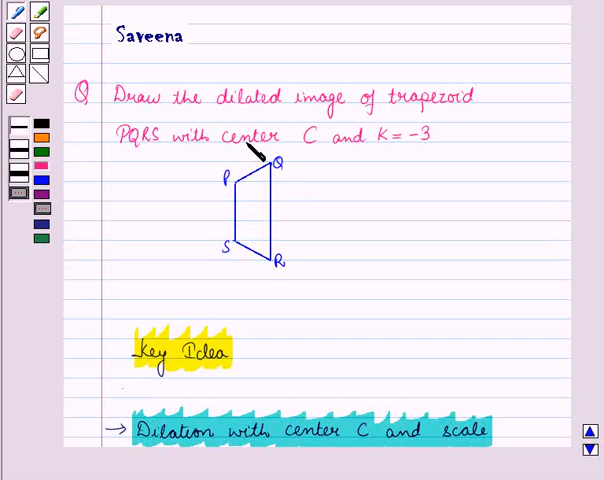 Saveena
Q Draw the dilated image of trapezoid
PQRS with center C and K = -3
P Q
S R
Key Idea
→ Dilation with center C and scale